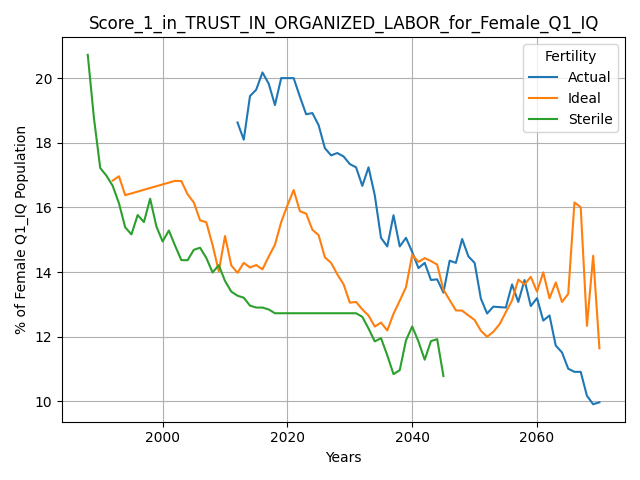 Score_1_in_TRUST_IN_ORGANIZED_LABOR_for_Female_Q1_IQ
Fertility
Actual
Ideal
Sterile
% of Female Q1_IQ Population
20
18
16
14
12
10
2000 2020 2040 2060
Years